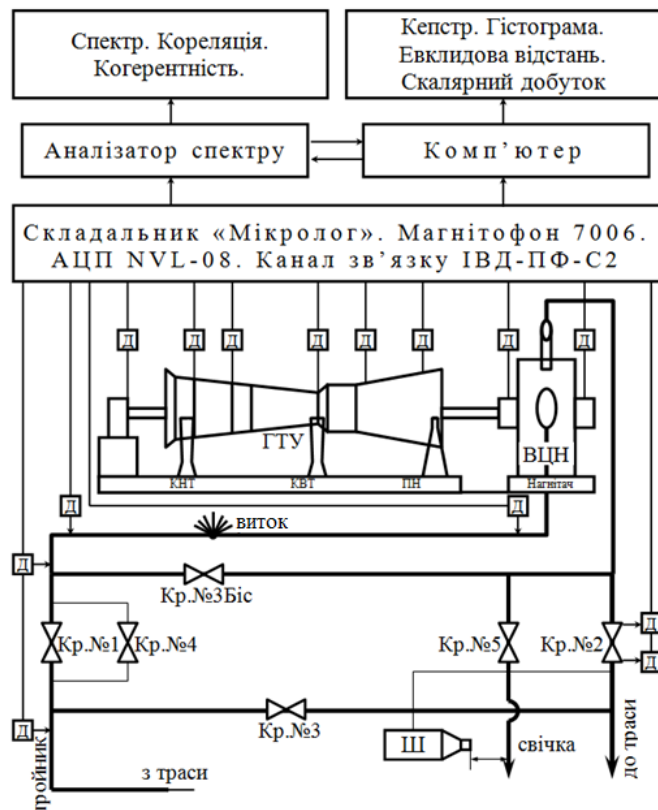 Спектр. Кореляція.
Когерентність.
Кепстр. Гістограма.
Евклидова відстань.
Скалярний добуток
Аналізатор спектру
Комп’ютер
Складальник «Мікролог». Магнітофон 7006.
АЦП NVL-08. Канал зв’язку ІВД-ПФ-С2
Д Д Д Д Д Д Д Д
ГТУ
ВЦН
КНТ КВТ ПН Нагнітач
Д Д
виток
Д
Кр.№3Біс
Кр.№1 Кр.№4 Кр.№5 Кр.№2
Д
Д
Д
Кр.№3
Ш
свічка
до траси
тройник
з траси